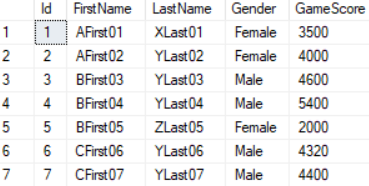 Id FirstName LastName Gender GameScore
1 1 AFirst01 XLast01 Female 3500
2 2 AFirst02 YLast02 Female 4000
3 3 BFirst03 YLast03 Male 4600
4 4 BFirst04 YLast04 Male 5400
5 5 BFirst05 ZLast05 Female 2000
6 6 CFirst06 YLast06 Male 4320
7 7 CFirst07 YLast07 Male 4400